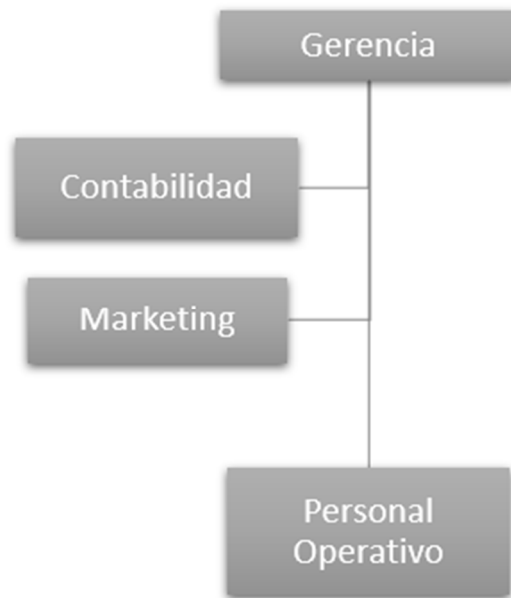 Gerencia
Contabilidad
Marketing
Personal
Operativo